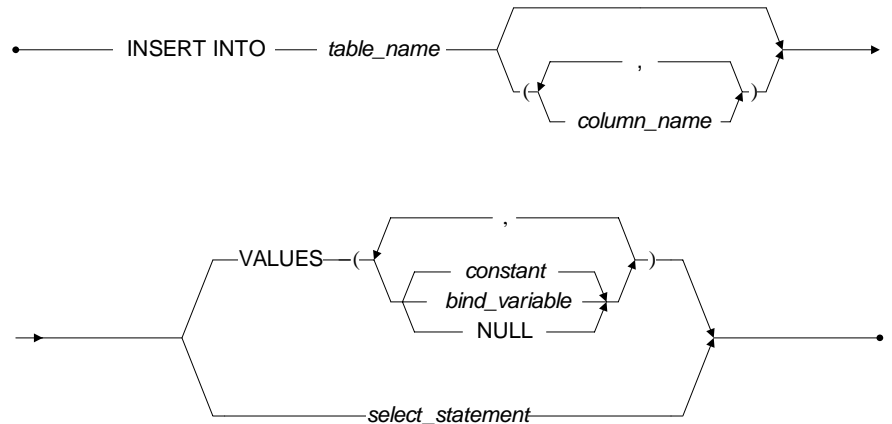 INSERT INTO table_name
,
( column_name )
,
VALUES ( constant )
bind_variable
NULL
select_statement